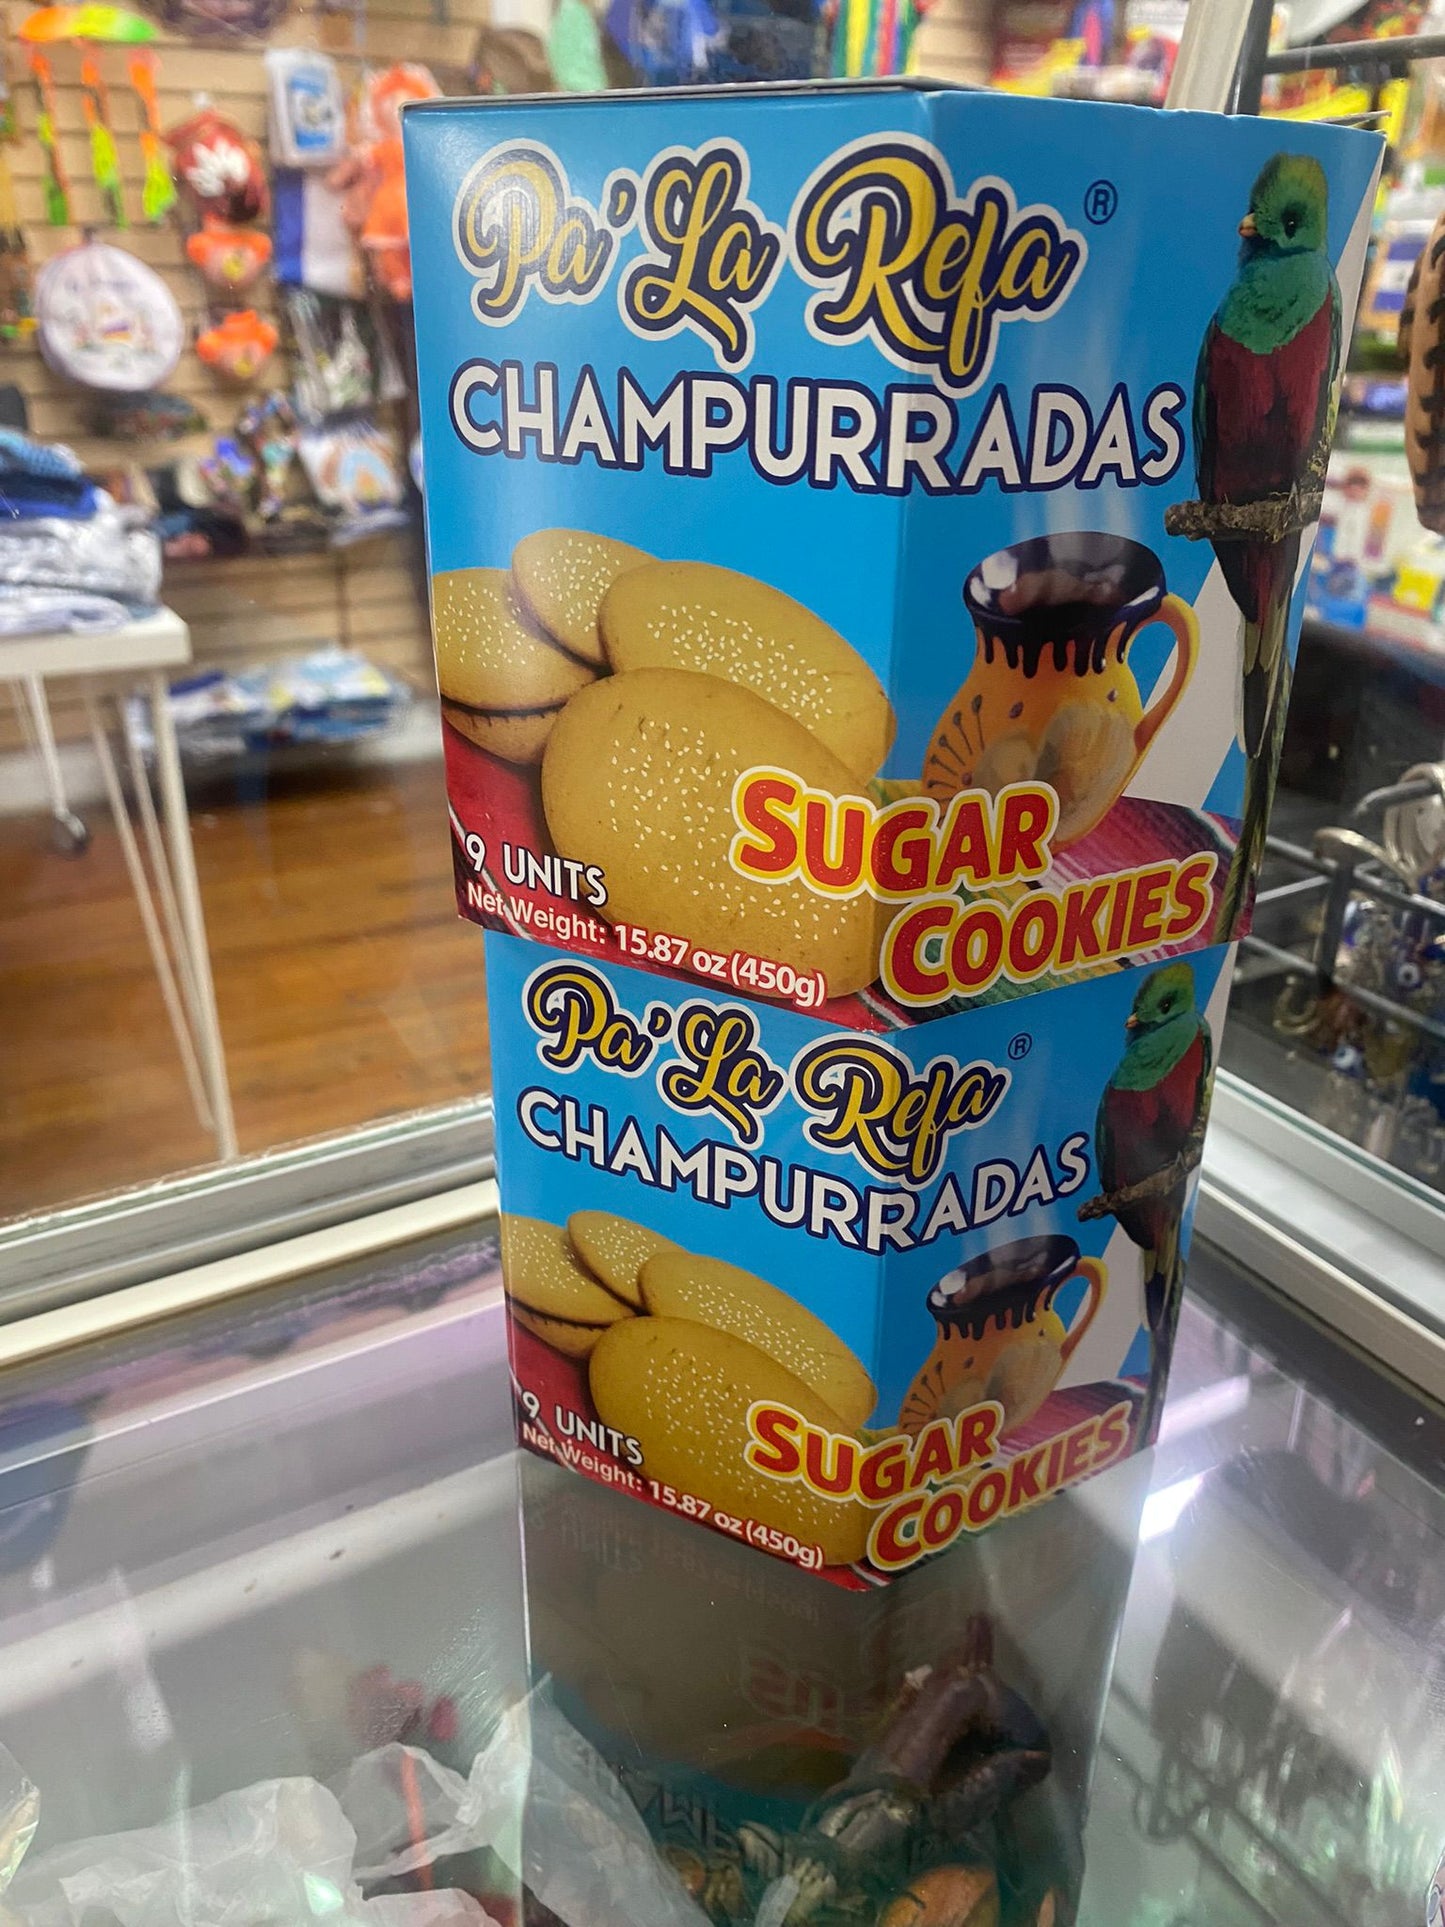 Pa' La Refa ®
CHAMPURRADAS
9 UNITS
Net Weight: 15.87 oz (450g)
SUGAR
COOKIES
Pa' La Refa ®
CHAMPURRADAS
9 UNITS
Net Weight: 15.87 oz (450g)
SUGAR
COOKIES